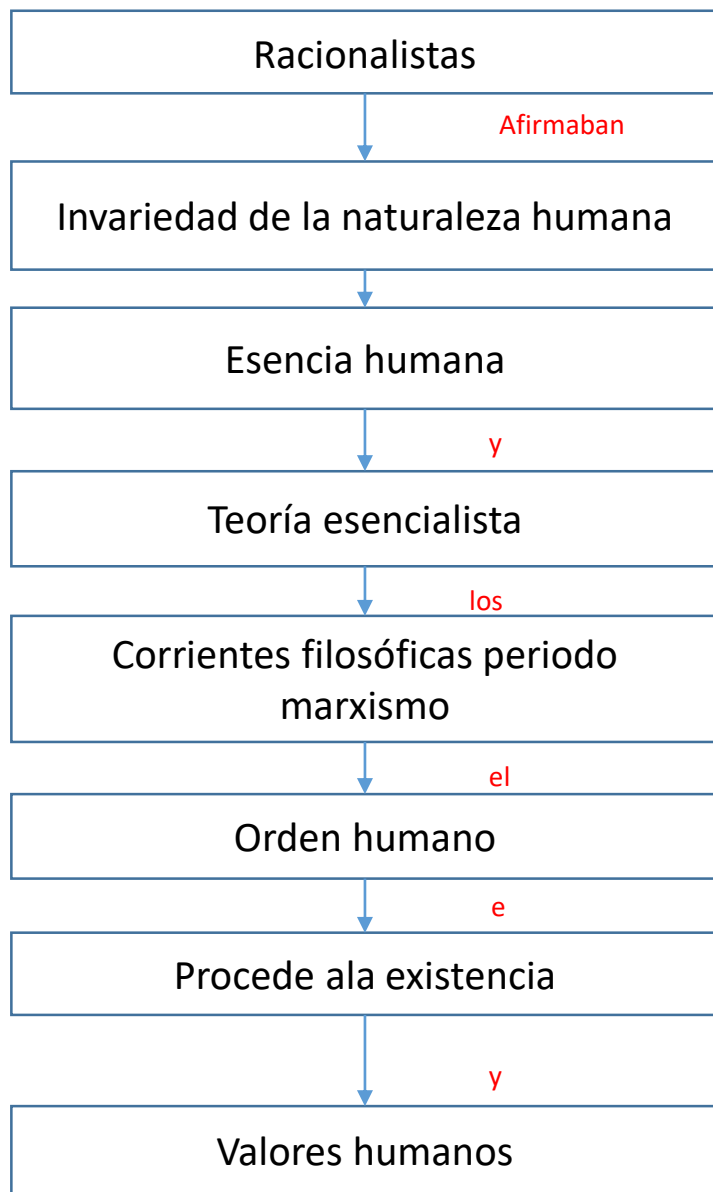 Racionalistas
Afirmaban
Invariedad de la naturaleza humana
Esencia humana
y
Teoría esencialista
los
Corrientes filosóficas periodo
marxismo
el
Orden humano
e
Procede ala existencia
y
Valores humanos